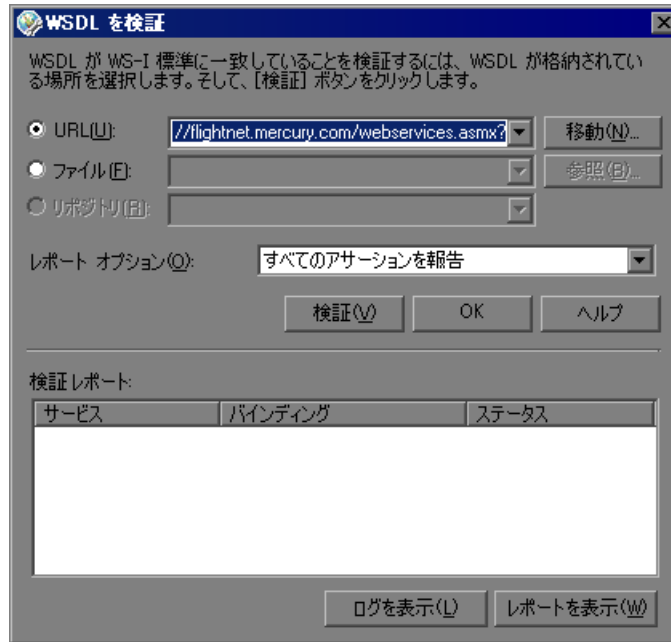 WSDL を検証
WSDL が WS-I 標準に一致していることを検証するには、WSDL が格納されてい
る場所を選択します。そして、[検証] ボタンをクリックします。
URL(U): //flightnet.mercury.com/webservices.asmx? 移動(N)...
ファイル(F): 参照(B)...
リポジトリ(R):
レポート オプション(O): すべてのアサーションを報告
検証(V) OK ヘルプ
検証レポート:
サービス バインディング ステータス
ログを表示(L) レポートを表示(W)